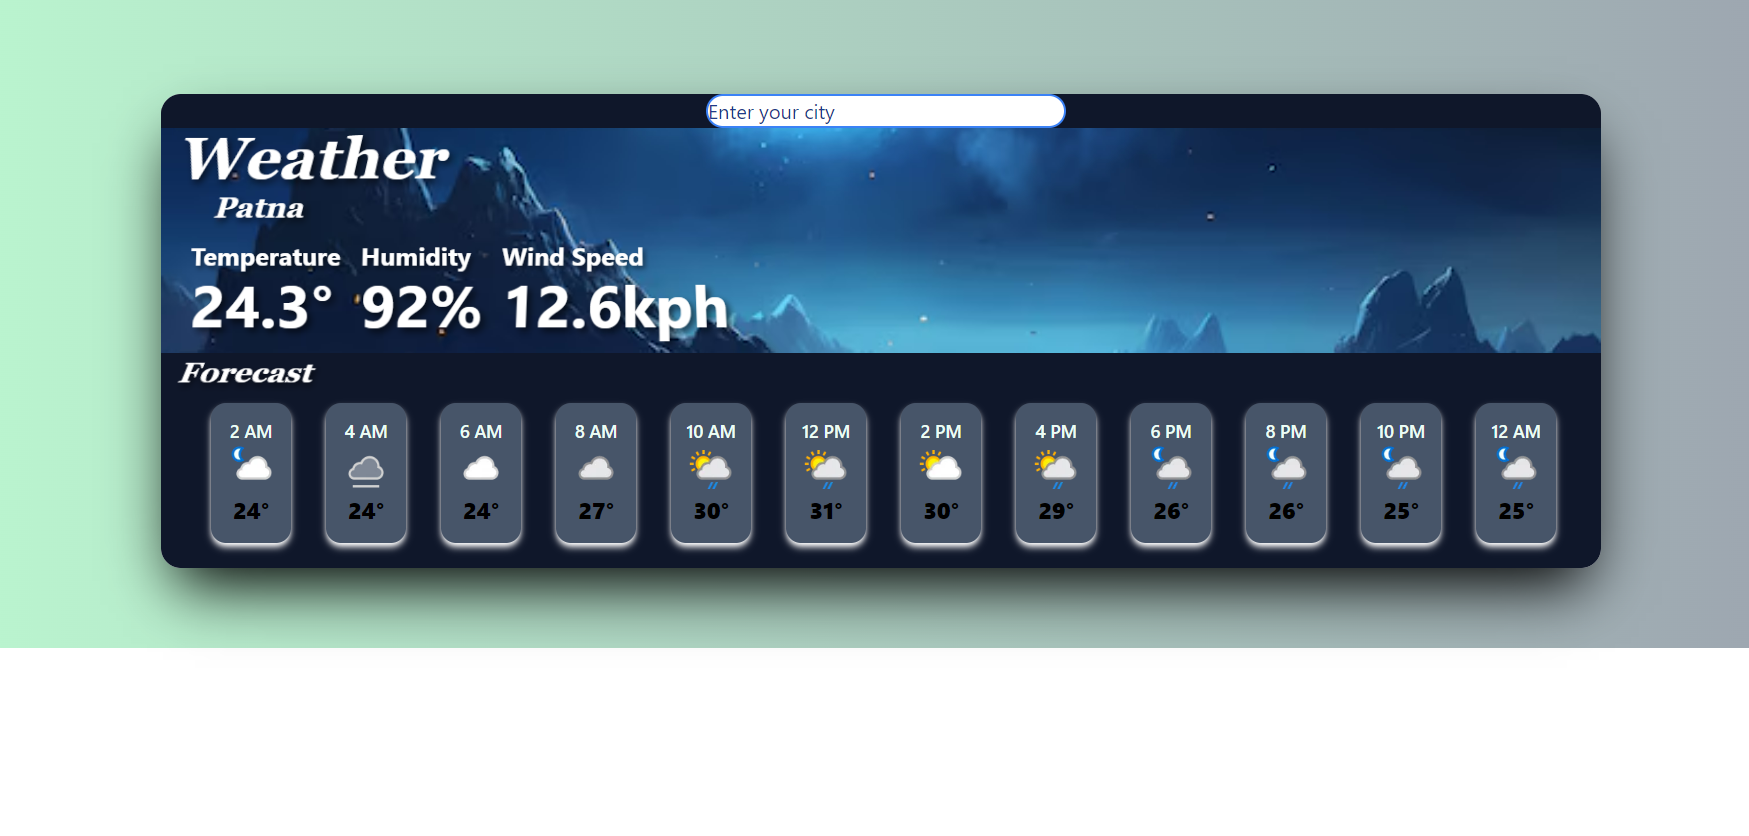 Enter your city
Weather
Patna
Temperature Humidity Wind Speed
24.3° 92% 12.6kph
Forecast
2 AM 4 AM 6 AM 8 AM 10 AM 12 PM 2 PM 4 PM 6 PM 8 PM 10 PM 12 AM
24° 24° 24° 27° 30° 31° 30° 29° 26° 26° 25° 25°